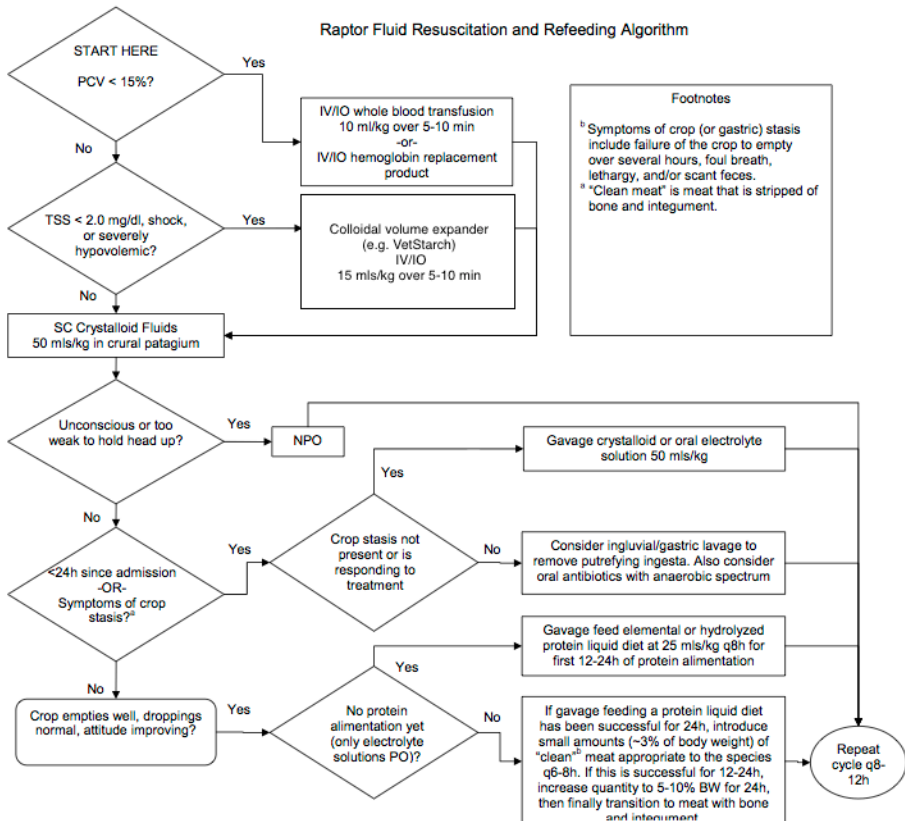 Raptor Fluid Resuscitation and Refeeding Algorithm
START HERE
PCV < 15%?
Yes
No
IV/IO whole blood transfusion
10 ml/kg over 5-10 min
-or-
IV/IO hemoglobin replacement
product
Footnotes
b Symptoms of crop (or gastric) stasis
include failure of the crop to empty
over several hours, foul breath,
lethargy, and/or scant feces.
a "Clean meat" is meat that is stripped of
bone and integument.
TSS < 2.0 mg/dl, shock,
or severely
hypovolemic?
Yes
No
Colloidal volume expander
(e.g. VetStarch)
IV/IO
15 mls/kg over 5-10 min
SC Crystalloid Fluids
50 mls/kg in crural patagium
Unconscious or too
weak to hold head up?
Yes
No
NPO
Gavage crystalloid or oral electrolyte
solution 50 mls/kg
<24h since admission
-OR-
Symptoms of crop
stasis?a
Yes
No
Crop stasis not
present or is
responding to
treatment
Yes
No
Consider ingluvial/gastric lavage to
remove putrefying ingesta. Also consider
oral antibiotics with anaerobic spectrum
Gavage feed elemental or hydrolyzed
protein liquid diet at 25 mls/kg q8h for
first 12-24h of protein alimentation
Crop empties well, droppings
normal, attitude improving?
Yes
No protein
alimentation yet
(only electrolyte
solutions PO)?
Yes
No
If gavage feeding a protein liquid diet
has been successful for 24h, introduce
small amounts (~3% of body weight) of
"clean"b meat appropriate to the species
q6-8h. If this is successful for 12-24h,
increase quantity to 5-10% BW for 24h,
then finally transition to meat with bone
and integument
Repeat
cycle q8-
12h